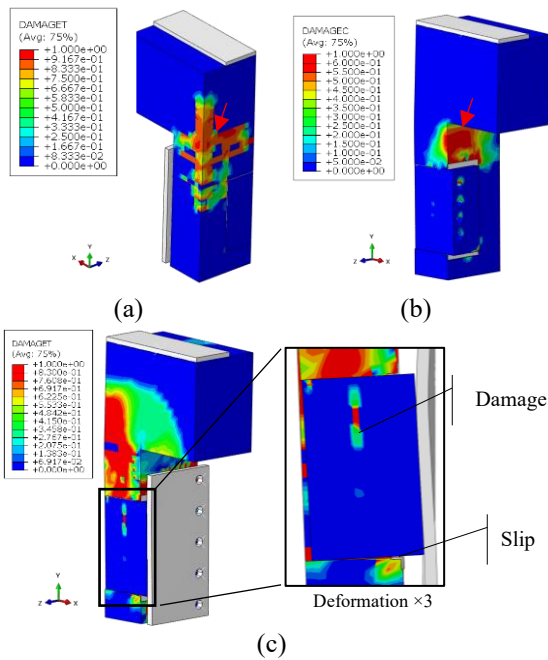 DAMAGET
(Avg: 75%)
+1.000e+00
+9.167e-01
+8.333e-01
+7.500e-01
+6.667e-01
+5.833e-01
+5.000e-01
+4.167e-01
+3.333e-01
+2.500e-01
+1.667e-01
+8.333e-02
+0.000e+00
Y
X
Z
(a)
DAMAGEC
(Avg: 75%)
+1.000e+00
+6.000e-01
+5.500e-01
+5.000e-01
+4.500e-01
+4.000e-01
+3.500e-01
+3.000e-01
+2.500e-01
+2.000e-01
+1.500e-01
+1.000e-01
+5.000e-02
+0.000e+00
Y
Z
X
(b)
DAMAGET
(Avg: 75%)
+1.000e+00
+8.300e-01
+7.608e-01
+6.917e-01
+6.225e-01
+5.533e-01
+4.842e-01
+4.150e-01
+3.458e-01
+2.767e-01
+2.075e-01
+1.383e-01
+6.917e-02
+0.000e+00
Y
Z
X
Damage
Slip
Deformation ×3
(c)